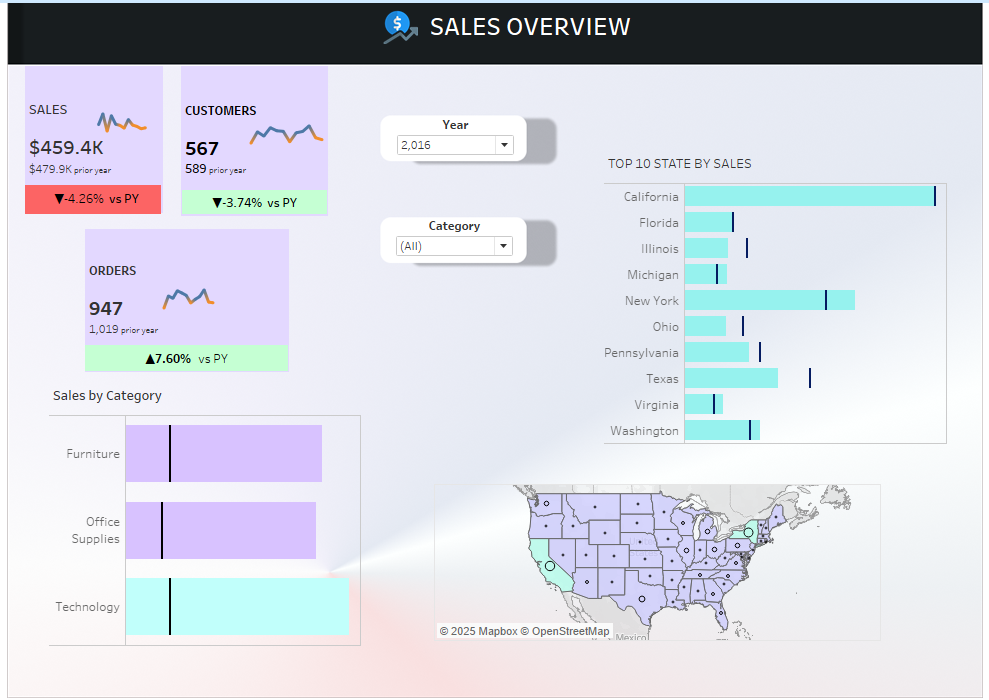 SALES OVERVIEW
SALES
$459.4K
$479.9K prior year
▼-4.26% vs PY
CUSTOMERS
567
589 prior year
▼-3.74% vs PY
ORDERS
947
1,019 prior year
▲7.60% vs PY
Year
2,016
Category
(All)
TOP 10 STATE BY SALES
California
Florida
Illinois
Michigan
New York
Ohio
Pennsylvania
Texas
Virginia
Washington
Sales by Category
Furniture
Office
Supplies
Technology
© 2025 Mapbox © OpenStreetMap
Mexico